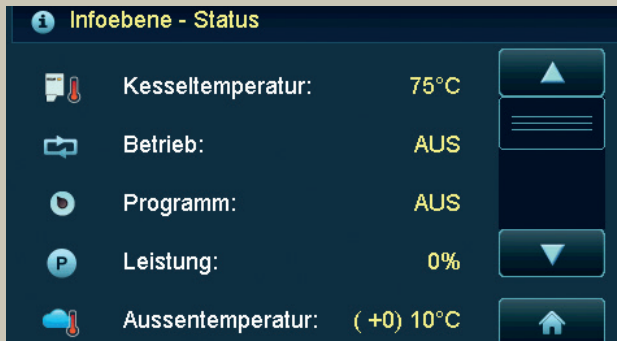 Infoebene - Status
Kesseltemperatur: 75°C
Betrieb: AUS
Programm: AUS
P Leistung: 0%
Aussentemperatur: ( +0) 10°C